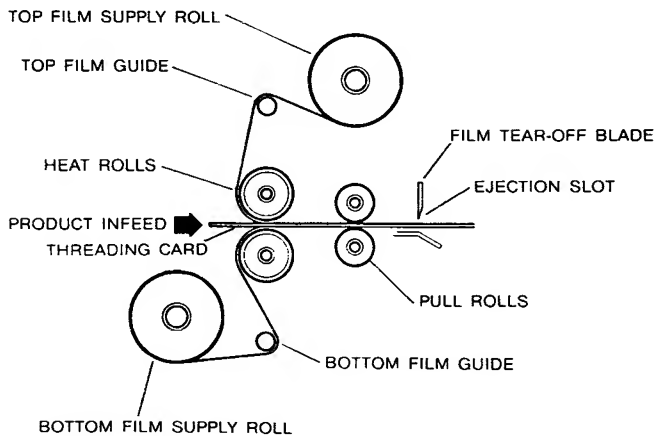 TOP FILM SUPPLY ROLL
TOP FILM GUIDE
FILM TEAR-OFF BLADE
HEAT ROLLS
EJECTION SLOT
PRODUCT INFEED
THREADING CARD
PULL ROLLS
BOTTOM FILM GUIDE
BOTTOM FILM SUPPLY ROLL